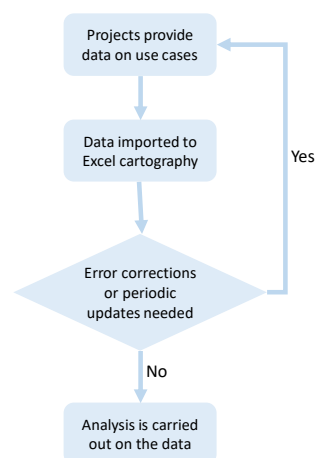 Projects provide
data on use cases
Data imported to
Excel cartography
Yes
Error corrections
or periodic
updates needed
No
Analysis is carried
out on the data